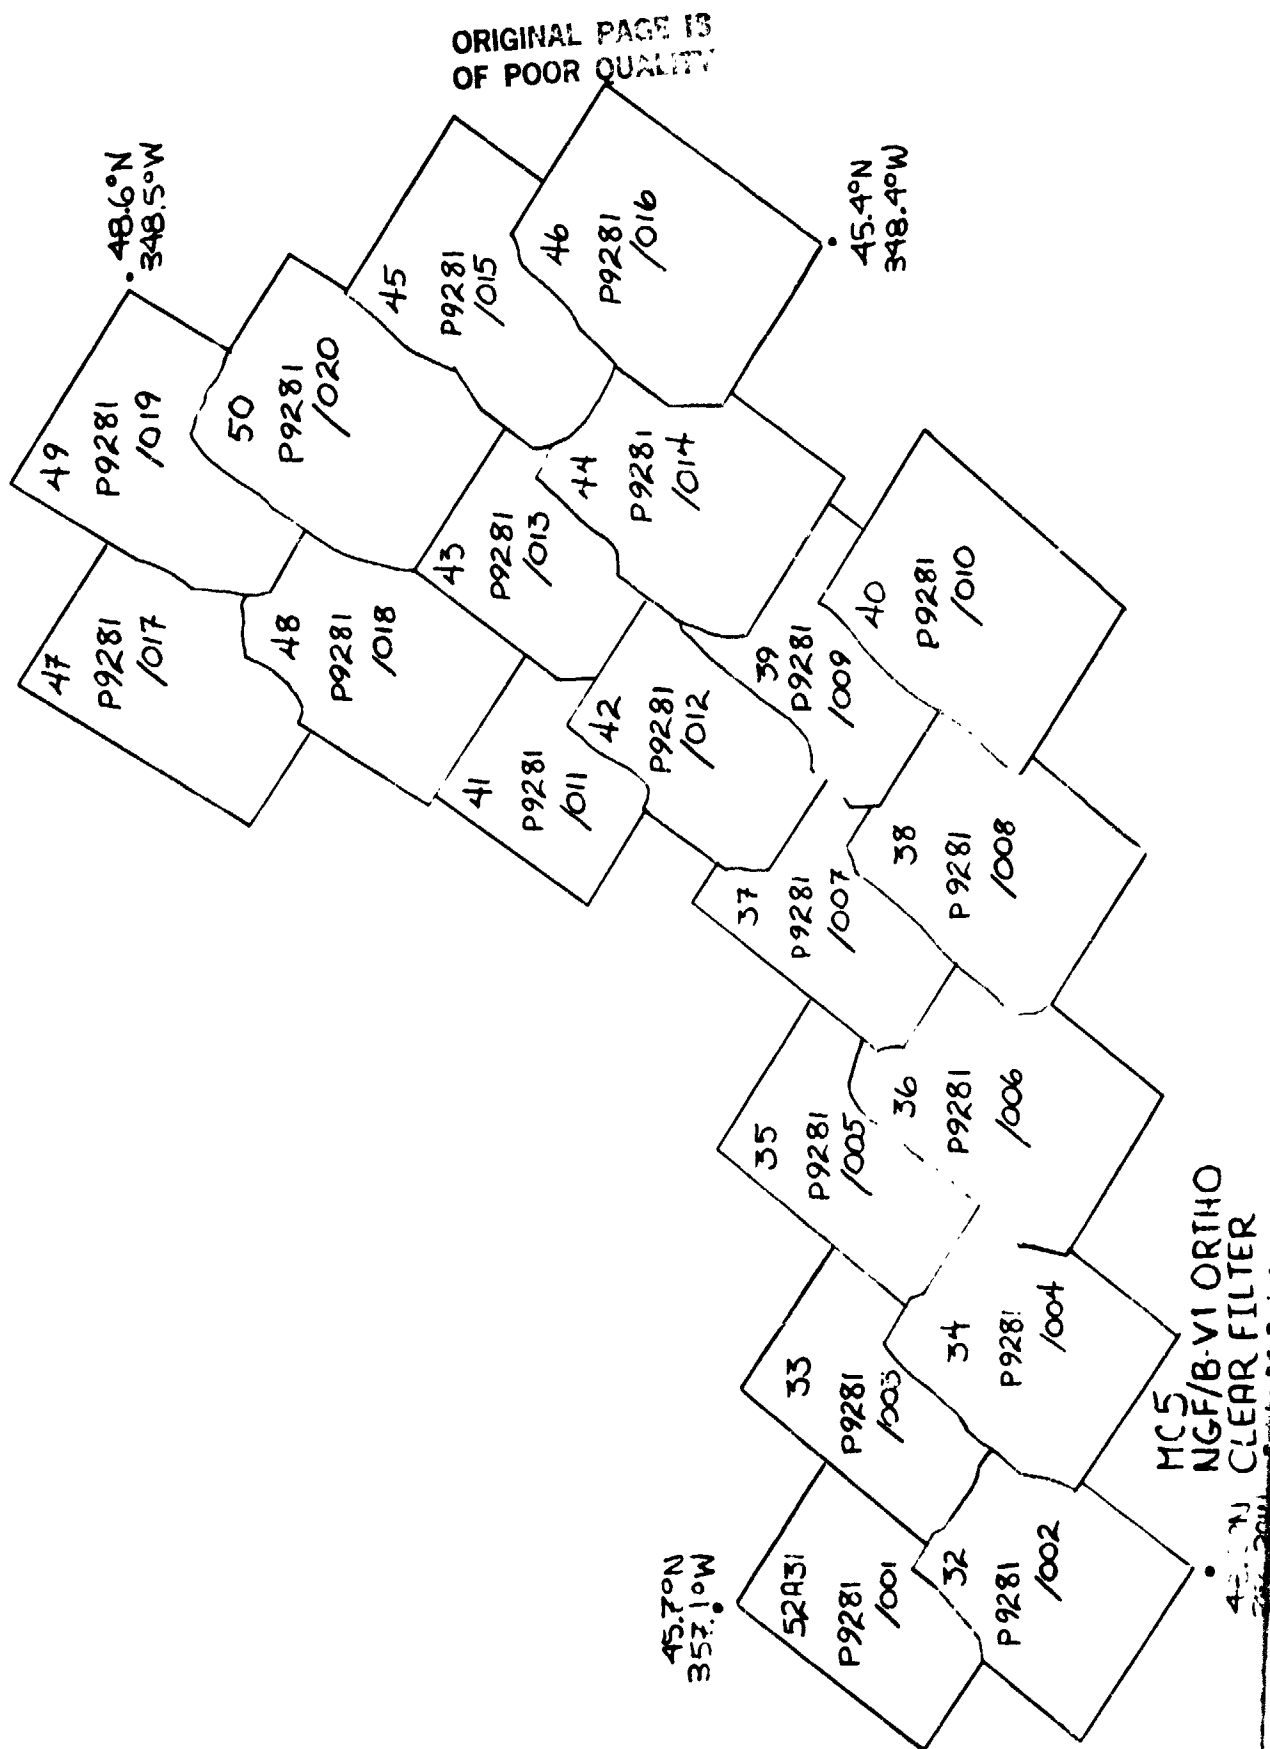 ORIGINAL PAGE IS
OF POOR QUALITY
45.7°N
357.1°W
48.6°N
348.5°W
45.4°N
348.4°W
52A31
P9281
/001
32
P9281
/002
33
P9281
/003
34
P9281
/004
35
P9281
/005
36
P9281
/006
37
P9281
/007
38
P9281
/008
39
P9281
/009
40
P9281
/010
41
P9281
/011
42
P9281
/012
43
P9281
/013
44
P9281
/014
45
P9281
/015
46
P9281
/016
47
P9281
/017
48
P9281
/018
49
P9281
/019
50
P9281
/020
MC5
NGF/B-V1 ORTHO
CLEAR FILTER